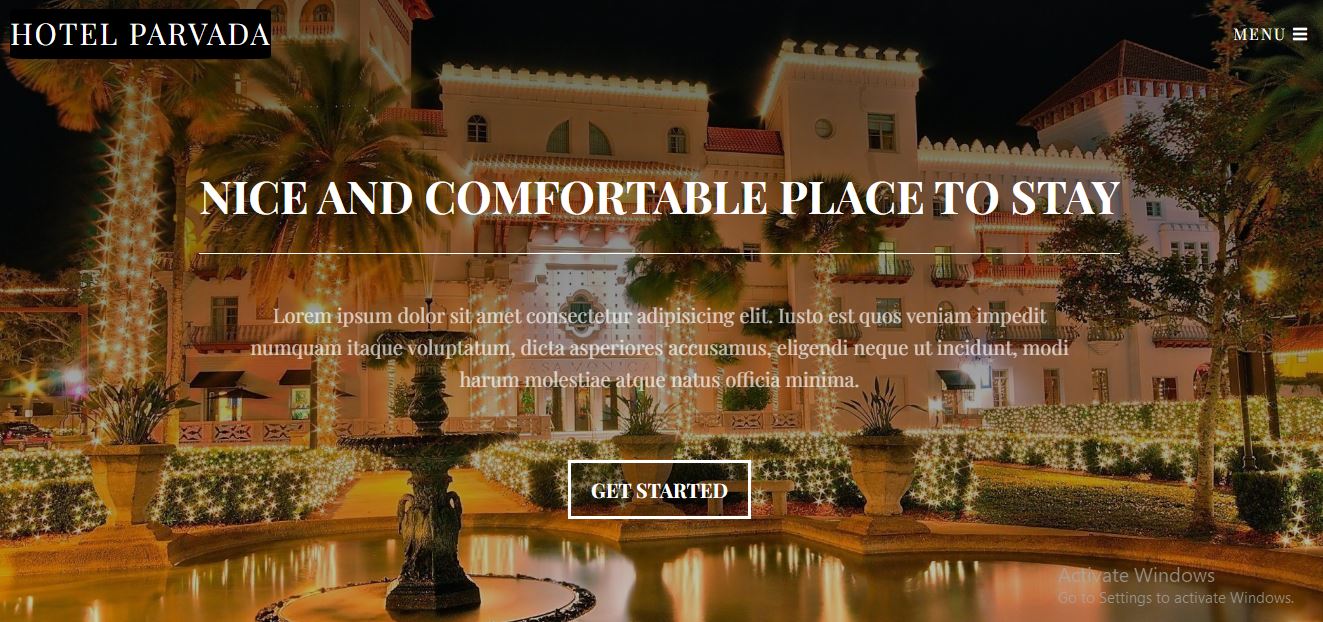 HOTEL PARVADA
MENU
NICE AND COMFORTABLE PLACE TO STAY
Lorem ipsum dolor sit amet consectetur adipisicing elit. Iusto est quos veniam impedit
numquam itaque voluptatum, dicta asperiores accusamus, eligendi neque ut incidunt, modi
harum molestiae atque natus officia minima.
GET STARTED
Activate Windows
Go to Settings to activate Windows.